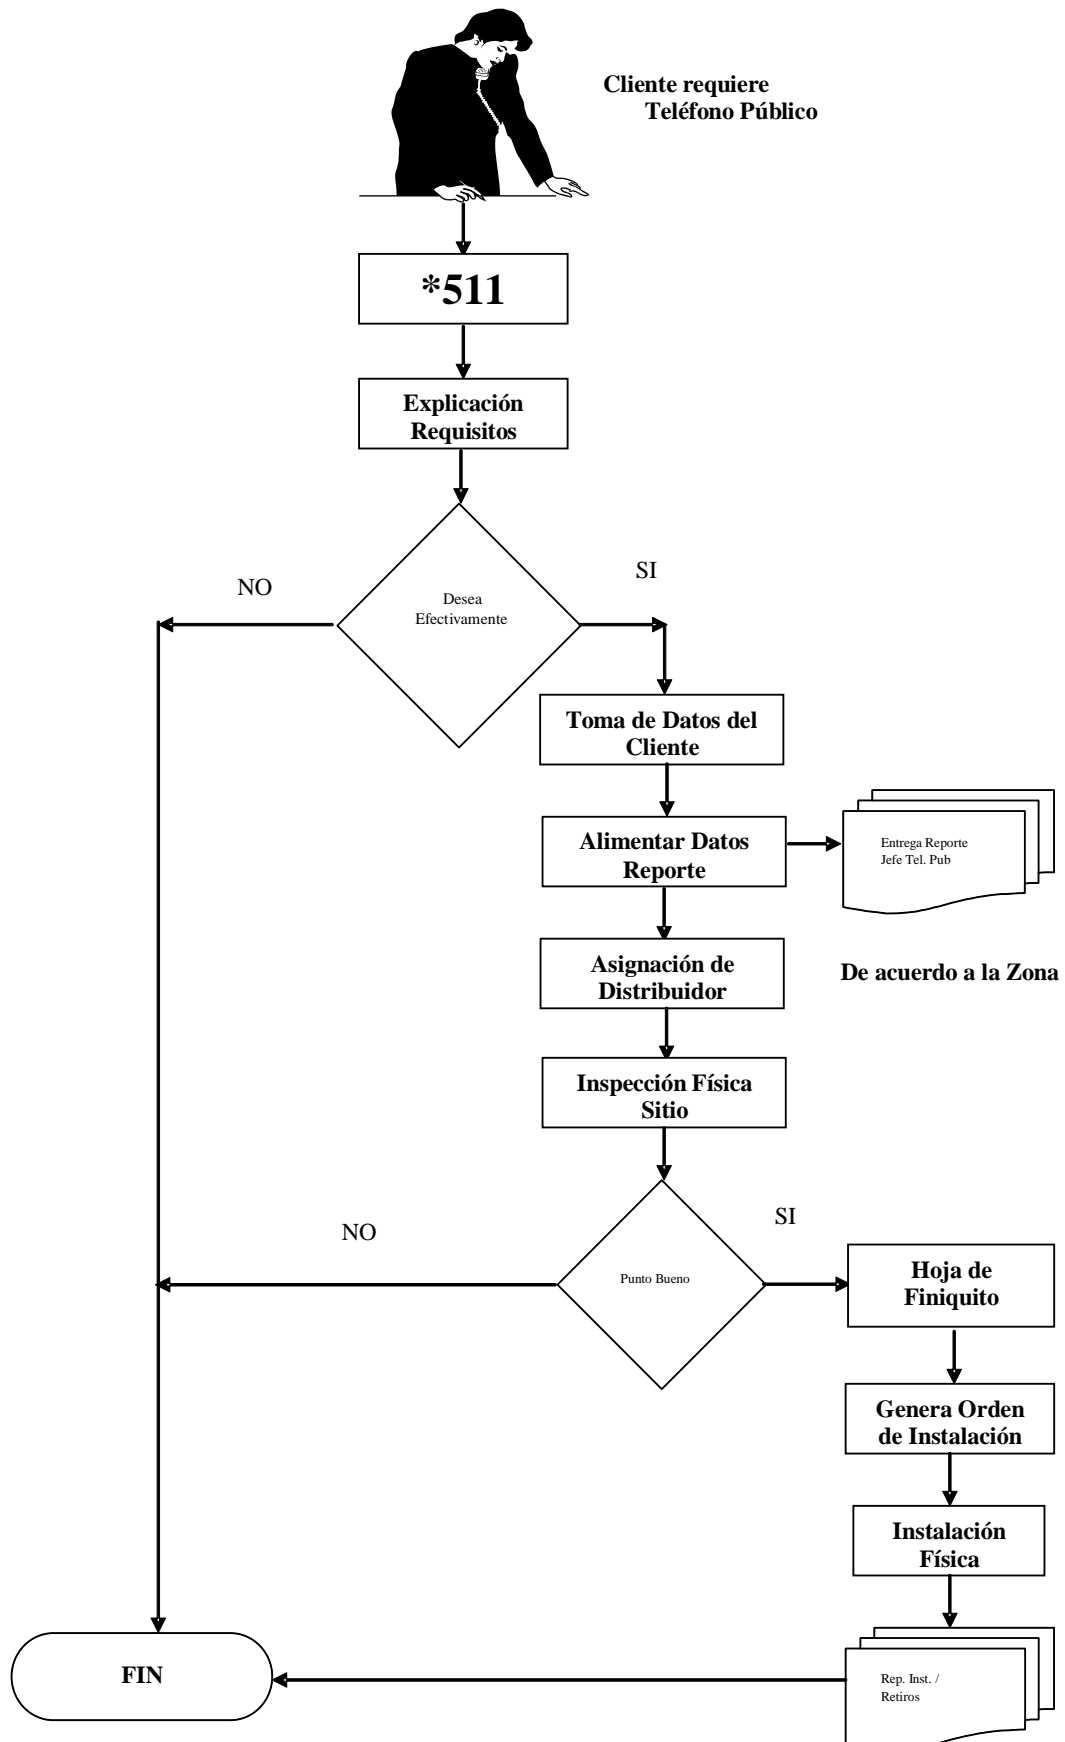 Cliente requiere
Teléfono Público
*511
Explicación
Requisitos
NO
SI
Desea
Efectivamente
Toma de Datos del
Cliente
Alimentar Datos
Reporte
Entrega Reporte
Jefe Tel. Pub
Asignación de
Distribuidor
De acuerdo a la Zona
Inspección Física
Sitio
NO
SI
Punto Bueno
Hoja de
Finiquito
Genera Orden
de Instalación
Instalación
Física
FIN
Rep. Inst. /
Retiros